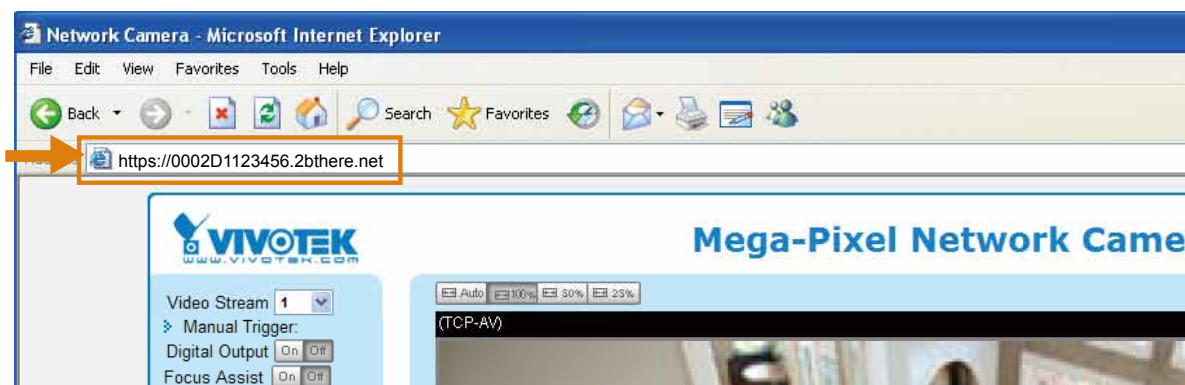 Network Camera - Microsoft Internet Explorer
File Edit View Favorites Tools Help
Back Search Favorites
https://0002D1123456.2bthere.net
VIVOTEK
www.vivotek.com
Mega-Pixel Network Came
Auto 100% 50% 25%
Video Stream 1
(TCP-AV)
Manual Trigger:
Digital Output On Off
Focus Assist On Off